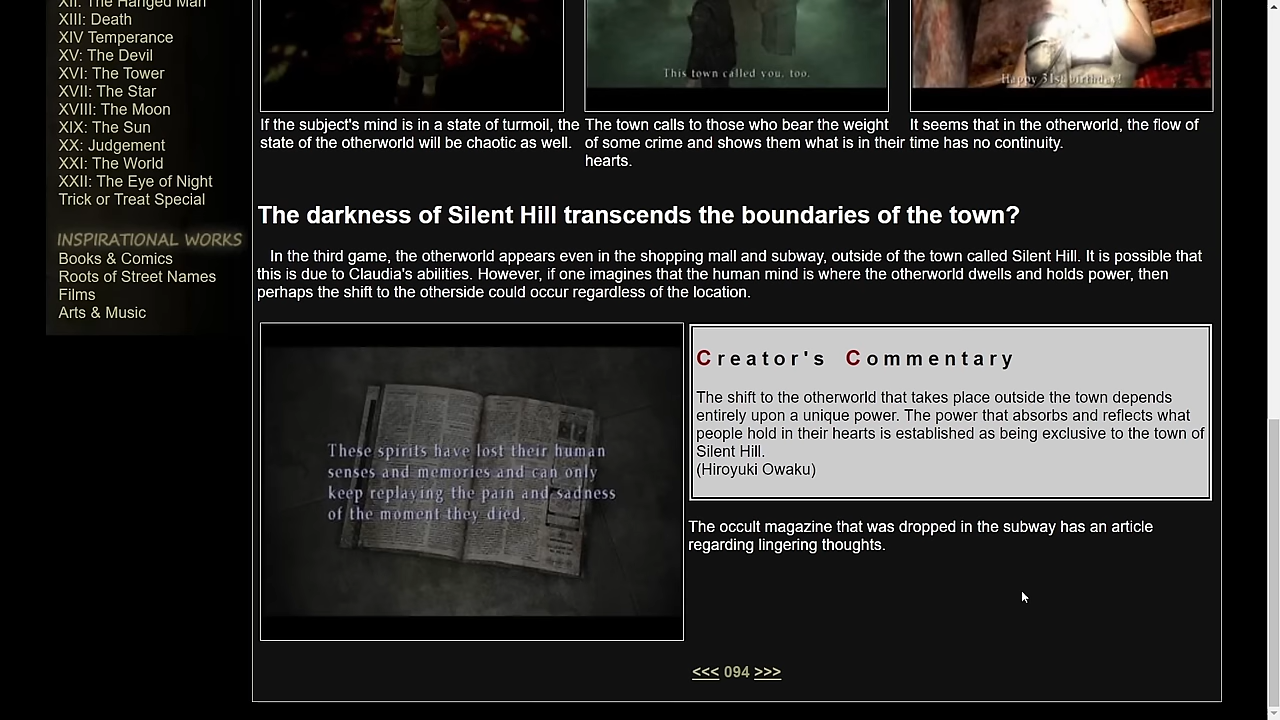 XII: The Hanged Man
XIII: Death
XIV Temperance
XV: The Devil
XVI: The Tower
XVII: The Star
XVIII: The Moon
XIX: The Sun
XX: Judgement
XXI: The World
XXII: The Eye of Night
Trick or Treat Special
INSPIRATIONAL WORKS
Books & Comics
Roots of Street Names
Films
Arts & Music
This town called you, too.
Happy 31st birthday!
If the subject's mind is in a state of turmoil, the
state of the otherworld will be chaotic as well.
The town calls to those who bear the weight
of some crime and shows them what is in their
hearts.
It seems that in the otherworld, the flow of
time has no continuity.
The darkness of Silent Hill transcends the boundaries of the town?
In the third game, the otherworld appears even in the shopping mall and subway, outside of the town called Silent Hill. It is possible that
this is due to Claudia's abilities. However, if one imagines that the human mind is where the otherworld dwells and holds power, then
perhaps the shift to the otherside could occur regardless of the location.
These spirits have lost their human
senses and memories and can only
keep replaying the pain and sadness
of the moment they died.
Creator's Commentary
The shift to the otherworld that takes place outside the town depends
entirely upon a unique power. The power that absorbs and reflects what
people hold in their hearts is established as being exclusive to the town of
Silent Hill.
(Hiroyuki Owaku)
The occult magazine that was dropped in the subway has an article
regarding lingering thoughts.
<<< 094 >>>